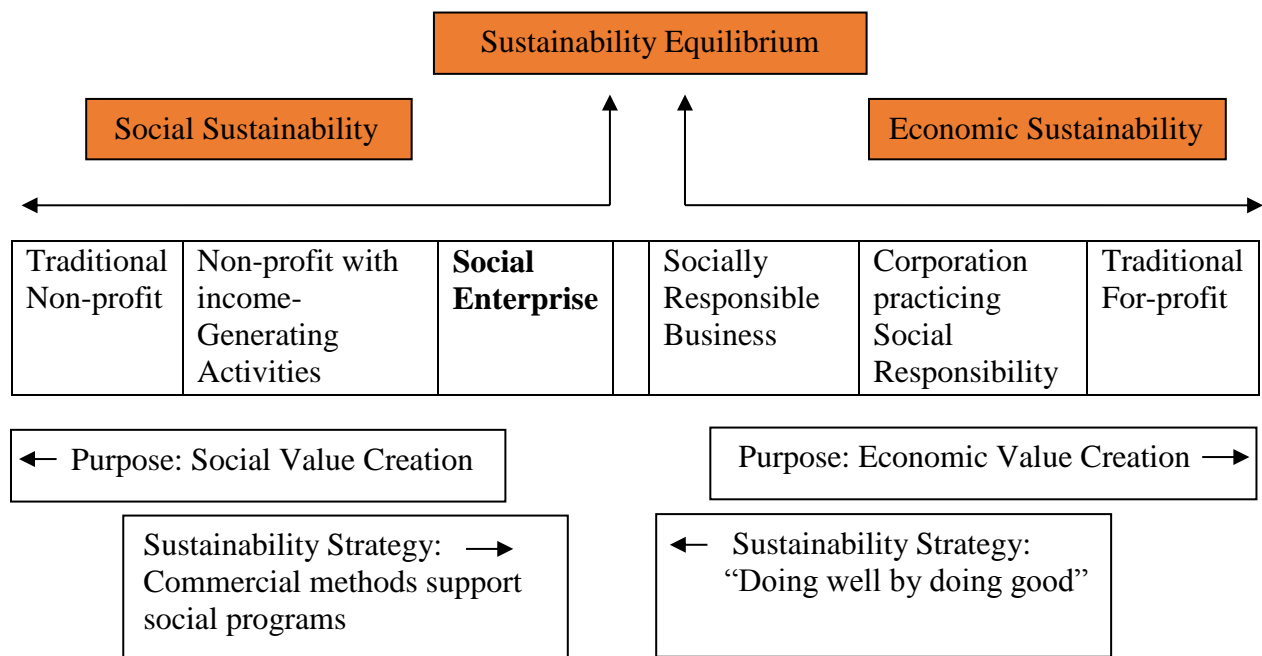 Sustainability Equilibrium
Social Sustainability
Economic Sustainability
Traditional
Non-profit
Non-profit with
income-
Generating
Activities
Social
Enterprise
Socially
Responsible
Business
Corporation
practicing
Social
Responsibility
Traditional
For-profit
Purpose: Social Value Creation
Purpose: Economic Value Creation
Sustainability Strategy:
Commercial methods support
social programs
Sustainability Strategy:
“Doing well by doing good”